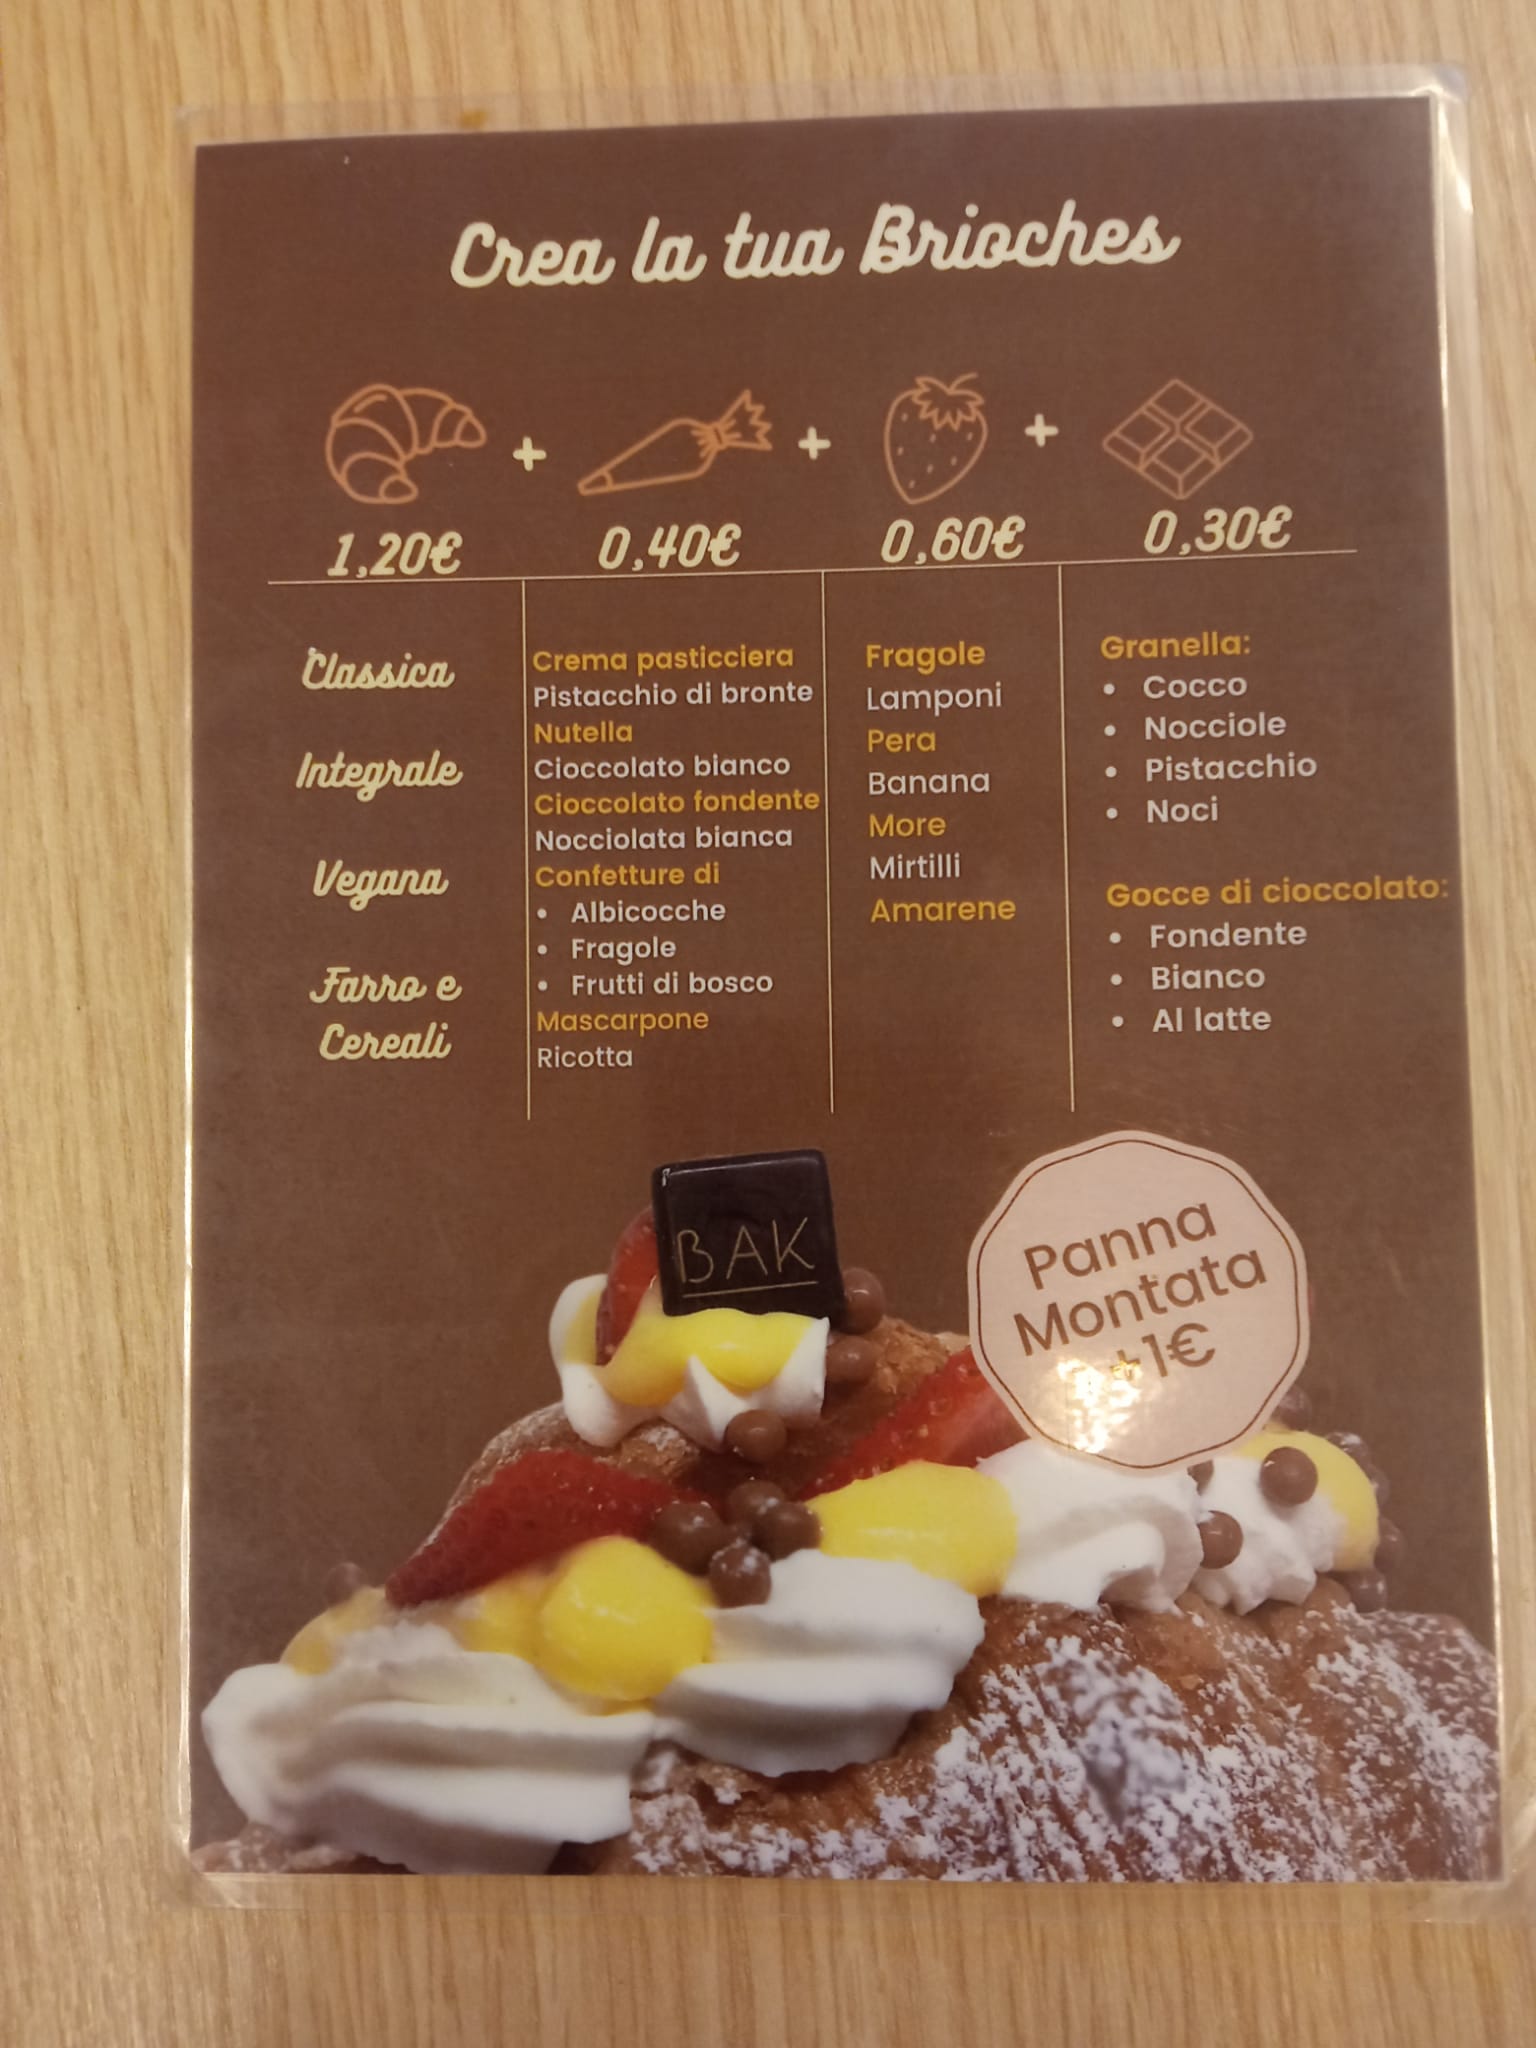 Crea la tua Brioches
+ + +
1,20€ 0,40€ 0,60€ 0,30€
Classica
Integrale
Vegana
Farro e
Cereali
Crema pasticciera
Pistacchio di bronte
Nutella
Cioccolato bianco
Cioccolato fondente
Nocciolata bianca
Confetture di
• Albicocche
• Fragole
• Frutti di bosco
Mascarpone
Ricotta
Fragole
Lamponi
Pera
Banana
More
Mirtilli
Amarene
Granella:
• Cocco
• Nocciole
• Pistacchio
• Noci
Gocce di cioccolato:
• Fondente
• Bianco
• Al latte
BAK
Panna
Montata
+1€